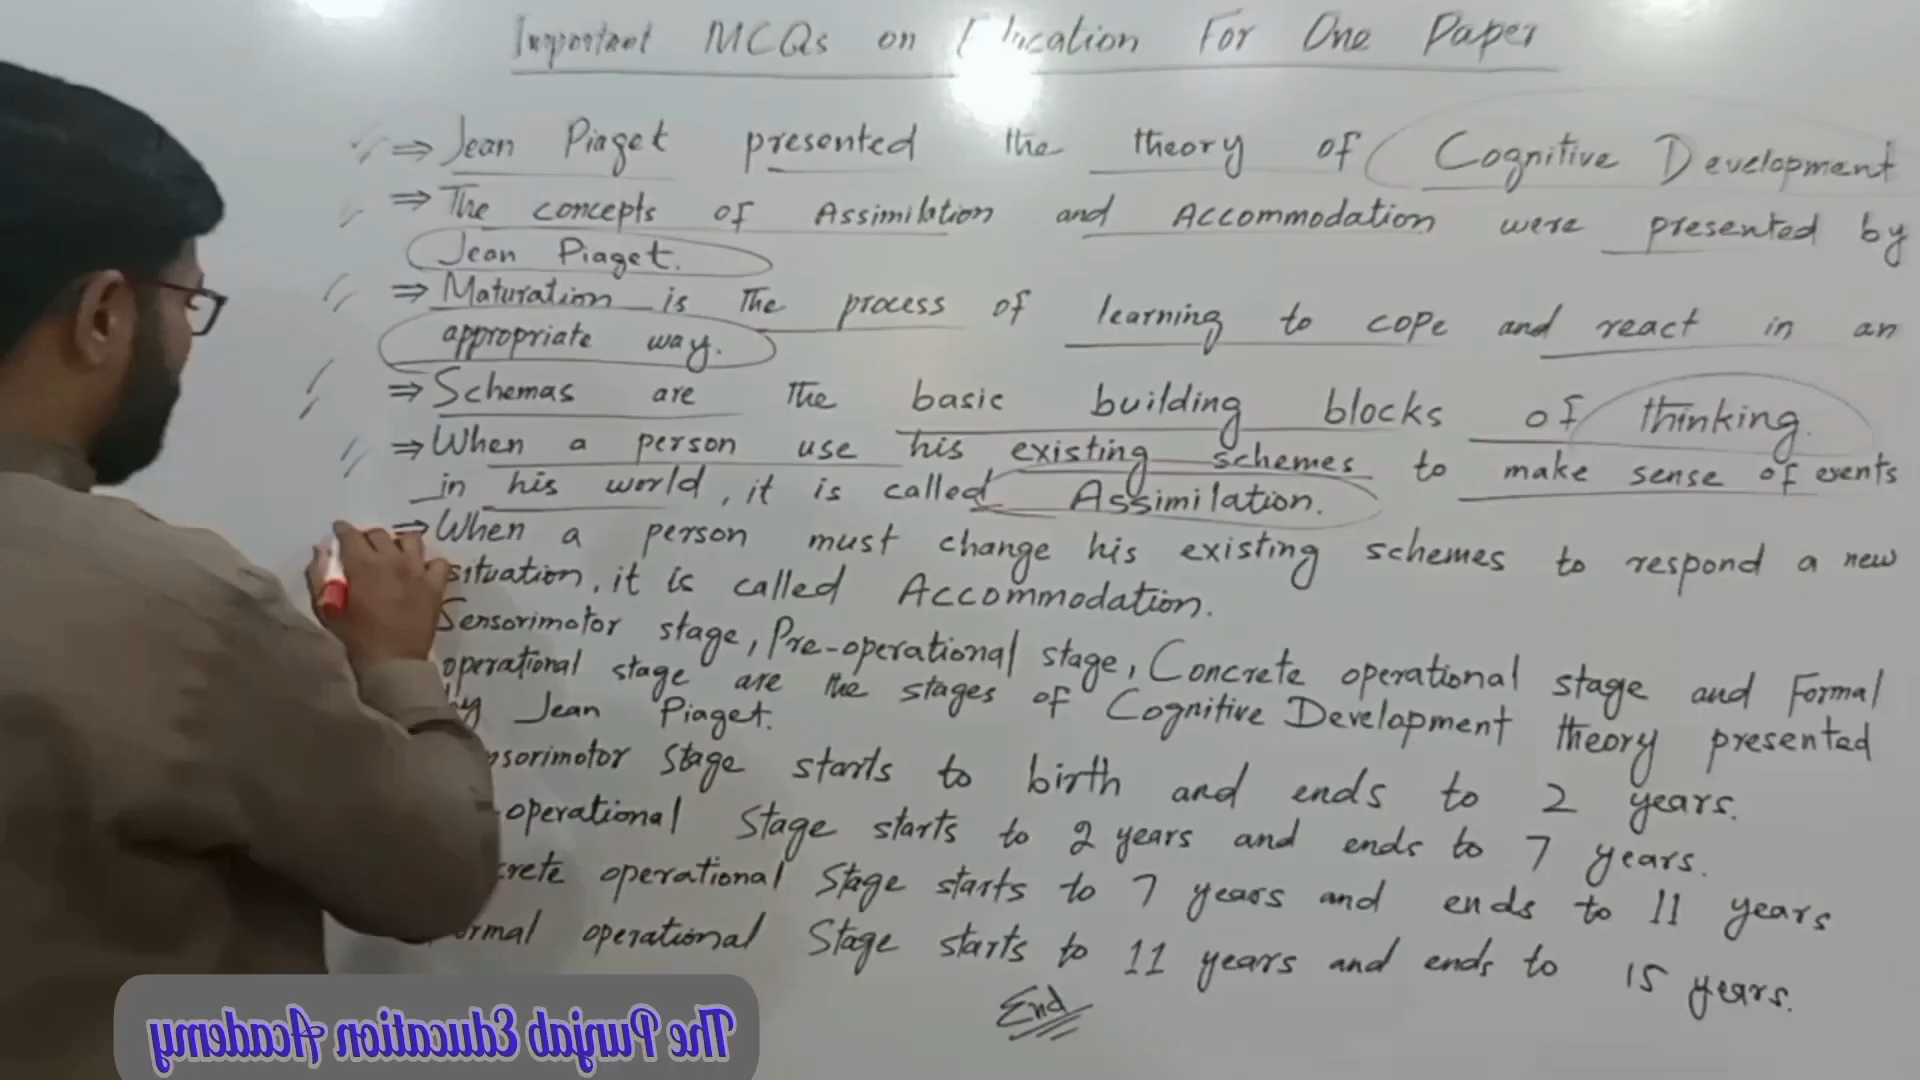 Important MCQs on Education For One Paper
⇒ Jean Piaget presented the theory of Cognitive Development
⇒ The concepts of Assimilation and Accommodation were presented by
Jean Piaget.
⇒ Maturation is the process of learning to cope and react in an
appropriate way.
⇒ Schemas are the basic building blocks of thinking.
⇒ When a person use his existing schemes to make sense of events
in his world, it is called Assimilation.
⇒ When a person must change his existing schemes to respond a new
situation, it is called Accommodation.
Sensorimotor stage, Pre-operational stage, Concrete operational stage and Formal
operational stage are the stages of Cognitive Development theory presented
by Jean Piaget.
sorimotor Stage starts to birth and ends to 2 years.
-operational Stage starts to 2 years and ends to 7 years.
crete operational Stage starts to 7 years and ends to 11 years
ormal operational Stage starts to 11 years and ends to 15 years.
End
The Punjab Education Academy